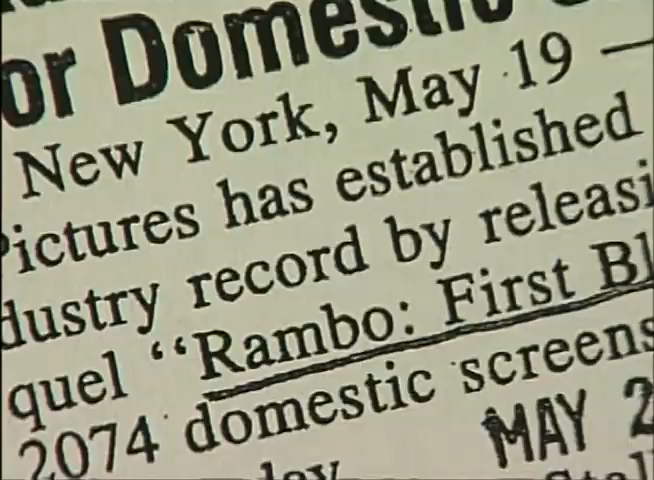 or Domestic
New York, May 19 —
Pictures has established
dustry record by releasi
quel “Rambo: First Bl
2074 domestic screens
MAY 2